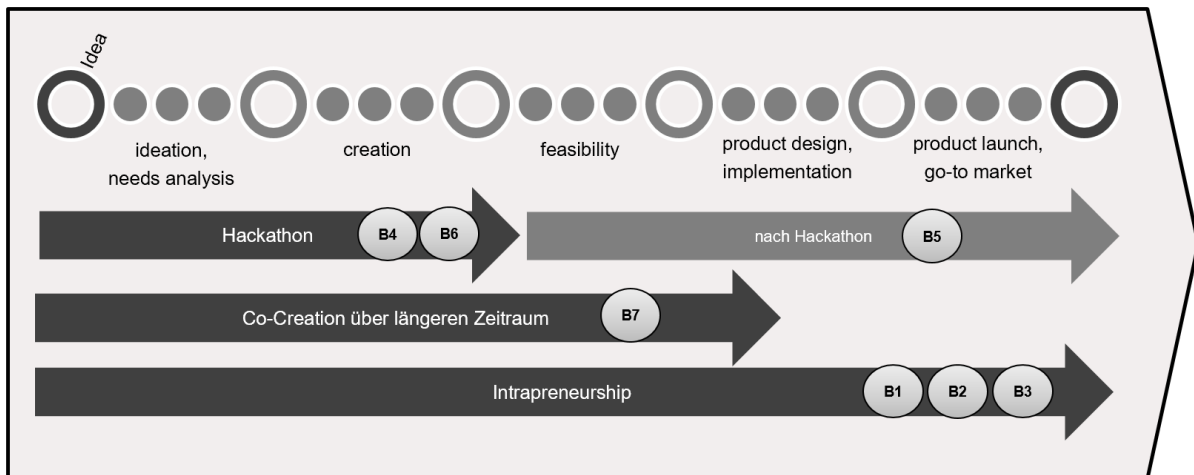 Idea
ideation,
needs analysis
creation
feasibility
product design,
implementation
product launch,
go-to market
Hackathon
B4
B6
nach Hackathon
B5
Co-Creation über längeren Zeitraum
B7
Intrapreneurship
B1
B2
B3